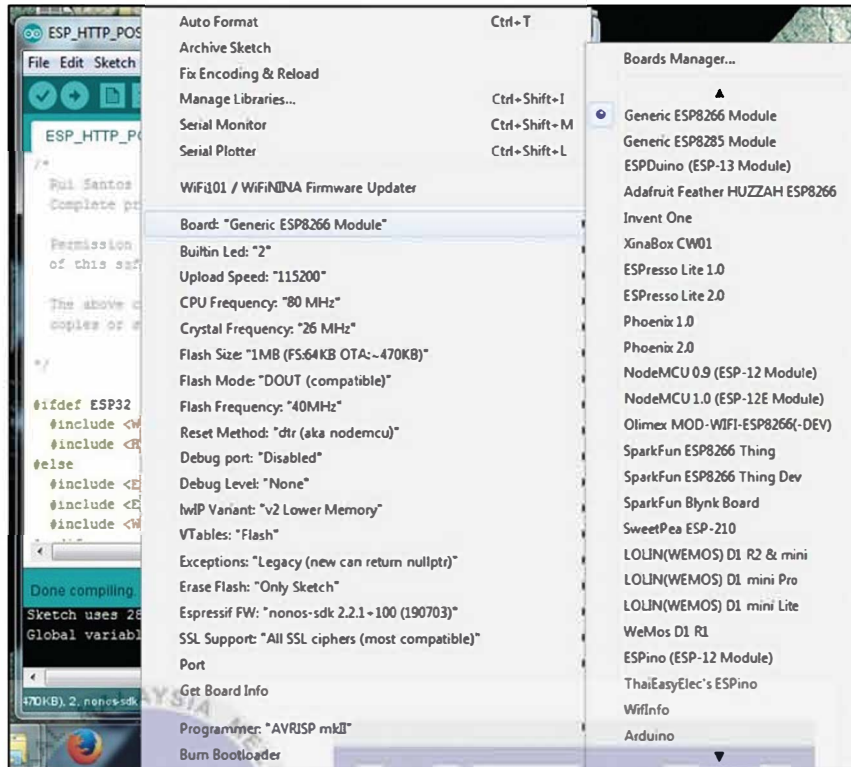 ESP_HTTP_POS
File Edit Sketch
ESP_HTTP_P
/*
Rui Santos
Complete pr
Permission
of this sof
The above c
copies or s
*/
#ifdef ESP32
#include <W
#include <H
#else
#include <E
#include <E
#include <W
Done compiling.
Sketch uses 28
Global variabl
470KB), 2, nonos-sdk
Auto Format Ctrl+T
Archive Sketch
Fix Encoding & Reload
Manage Libraries... Ctrl+Shift+I
Serial Monitor Ctrl+Shift+M
Serial Plotter Ctrl+Shift+L
WiFi101 / WiFiNINA Firmware Updater
Board: "Generic ESP8266 Module"
Builtin Led: "2"
Upload Speed: "115200"
CPU Frequency: "80 MHz"
Crystal Frequency: "26 MHz"
Flash Size: "1MB (FS:64KB OTA:~470KB)"
Flash Mode: "DOUT (compatible)"
Flash Frequency: "40MHz"
Reset Method: "dtr (aka nodemcu)"
Debug port: "Disabled"
Debug Level: "None"
lwIP Variant: "v2 Lower Memory"
VTables: "Flash"
Exceptions: "Legacy (new can return nullptr)"
Erase Flash: "Only Sketch"
Espressif FW: "nonos-sdk 2.2.1+100 (190703)"
SSL Support: "All SSL ciphers (most compatible)"
Port
Get Board Info
Programmer: "AVRISP mkII"
Burn Bootloader
Boards Manager...
Generic ESP8266 Module
Generic ESP8285 Module
ESPDuino (ESP-13 Module)
Adafruit Feather HUZZAH ESP8266
Invent One
XinaBox CW01
ESPresso Lite 1.0
ESPresso Lite 2.0
Phoenix 1.0
Phoenix 2.0
NodeMCU 0.9 (ESP-12 Module)
NodeMCU 1.0 (ESP-12E Module)
Olimex MOD-WIFI-ESP8266(-DEV)
SparkFun ESP8266 Thing
SparkFun ESP8266 Thing Dev
SparkFun Blynk Board
SweetPea ESP-210
LOLIN(WEMOS) D1 R2 & mini
LOLIN(WEMOS) D1 mini Pro
LOLIN(WEMOS) D1 mini Lite
WeMos D1 R1
ESPino (ESP-12 Module)
ThaiEasyElec's ESPino
WifInfo
Arduino